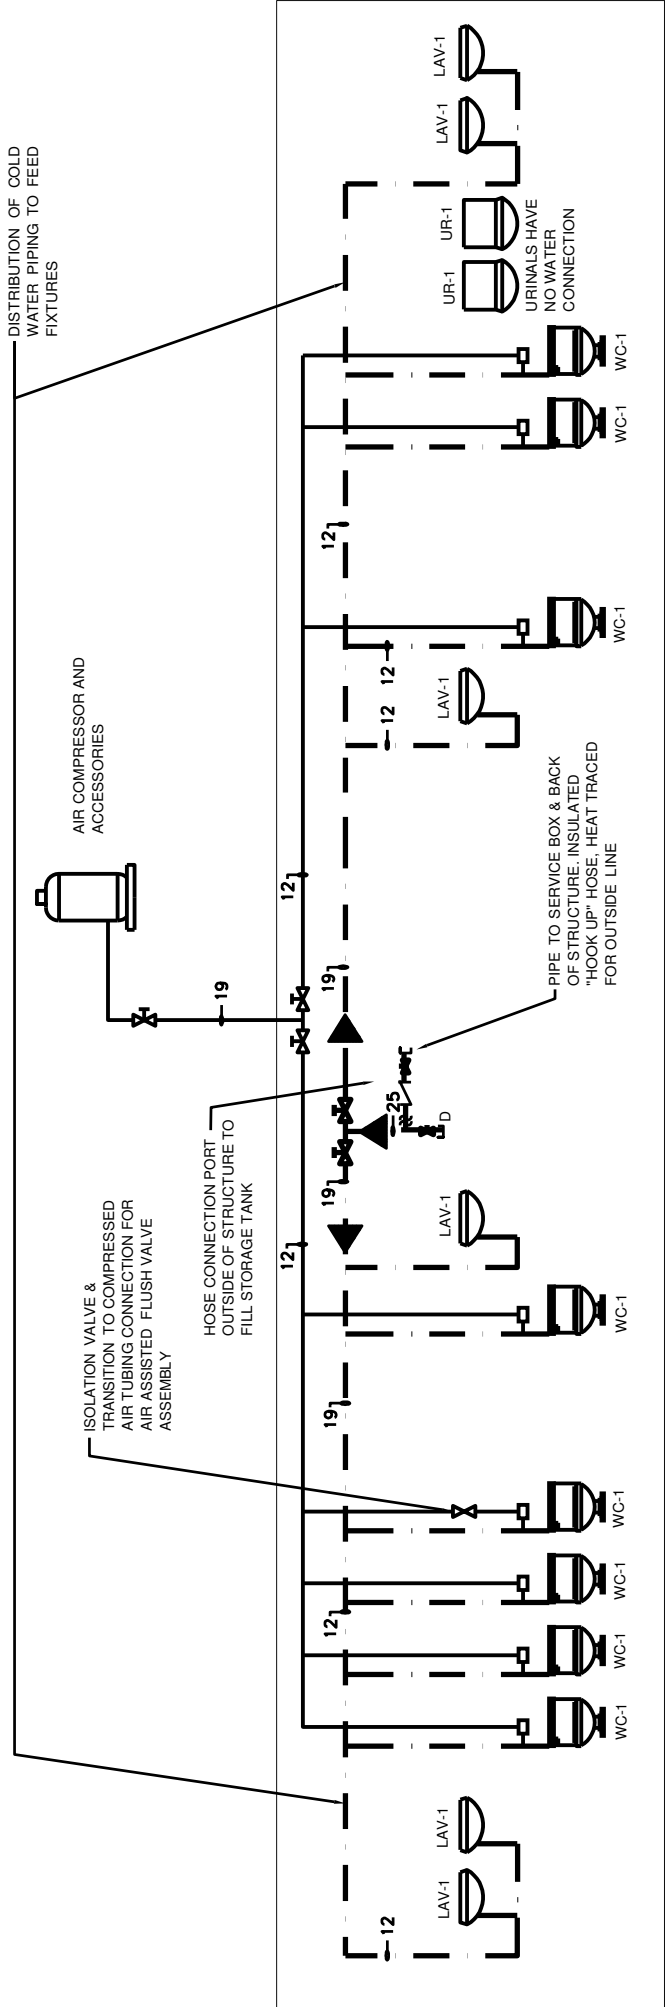 DISTRIBUTION OF COLD
WATER PIPING TO FEED
FIXTURES
AIR COMPRESSOR AND
ACCESSORIES
ISOLATION VALVE &
TRANSITION TO COMPRESSED
AIR TUBING CONNECTION FOR
AIR ASSISTED FLUSH VALVE
ASSEMBLY
HOSE CONNECTION PORT
OUTSIDE OF STRUCTURE TO
FILL STORAGE TANK
19
12
12
12
19
12
19
19
12
12
12
12
25
D
PIPE TO SERVICE BOX & BACK
OF STRUCTURE. INSULATED
"HOOK UP" HOSE, HEAT TRACED
FOR OUTSIDE LINE
LAV-1
LAV-1
LAV-1
LAV-1
LAV-1
LAV-1
UR-1
UR-1
URINALS HAVE
NO WATER
CONNECTION
WC-1
WC-1
WC-1
WC-1
WC-1
WC-1
WC-1
WC-1